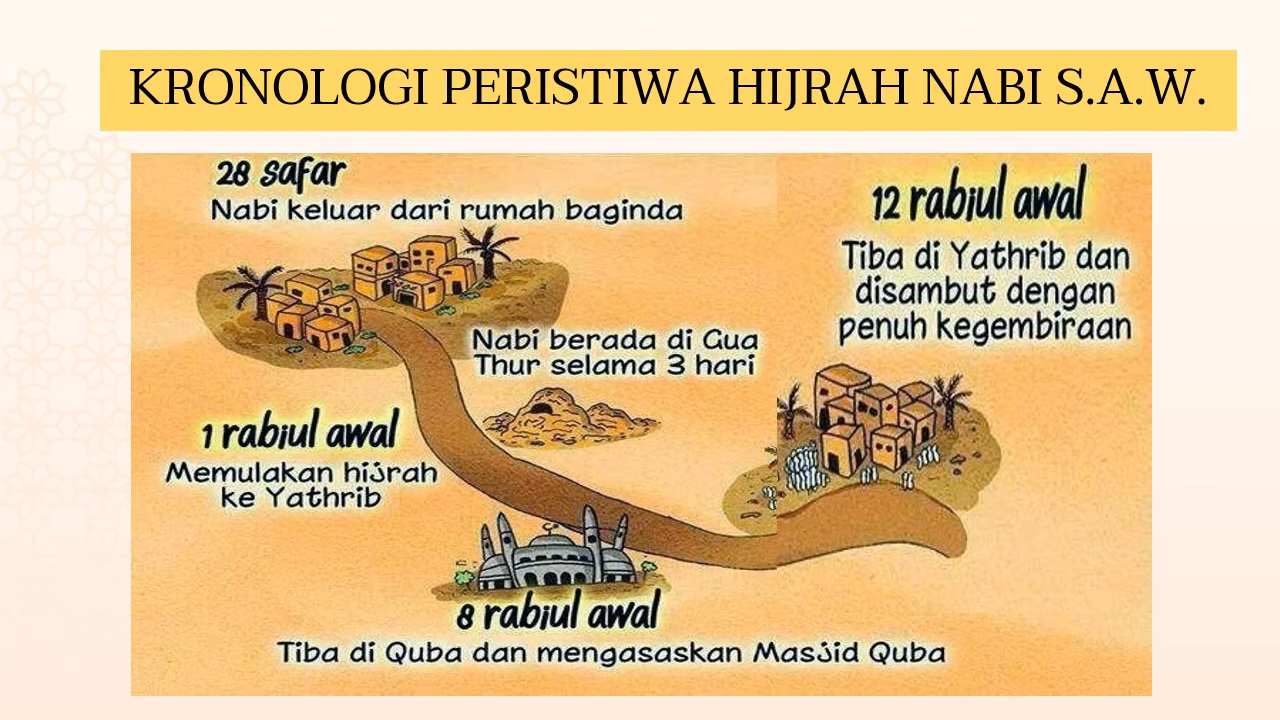 KRONOLOGI PERISTIWA HIJRAH NABI S.A.W.
28 safar
Nabi keluar dari rumah baginda
Nabi berada di Gua
Thur selama 3 hari
1 rabiul awal
Memulakan hijrah
ke Yathrib
8 rabiul awal
Tiba di Quba dan mengasaskan Masjid Quba
12 rabiul awal
Tiba di Yathrib dan
disambut dengan
penuh kegembiraan